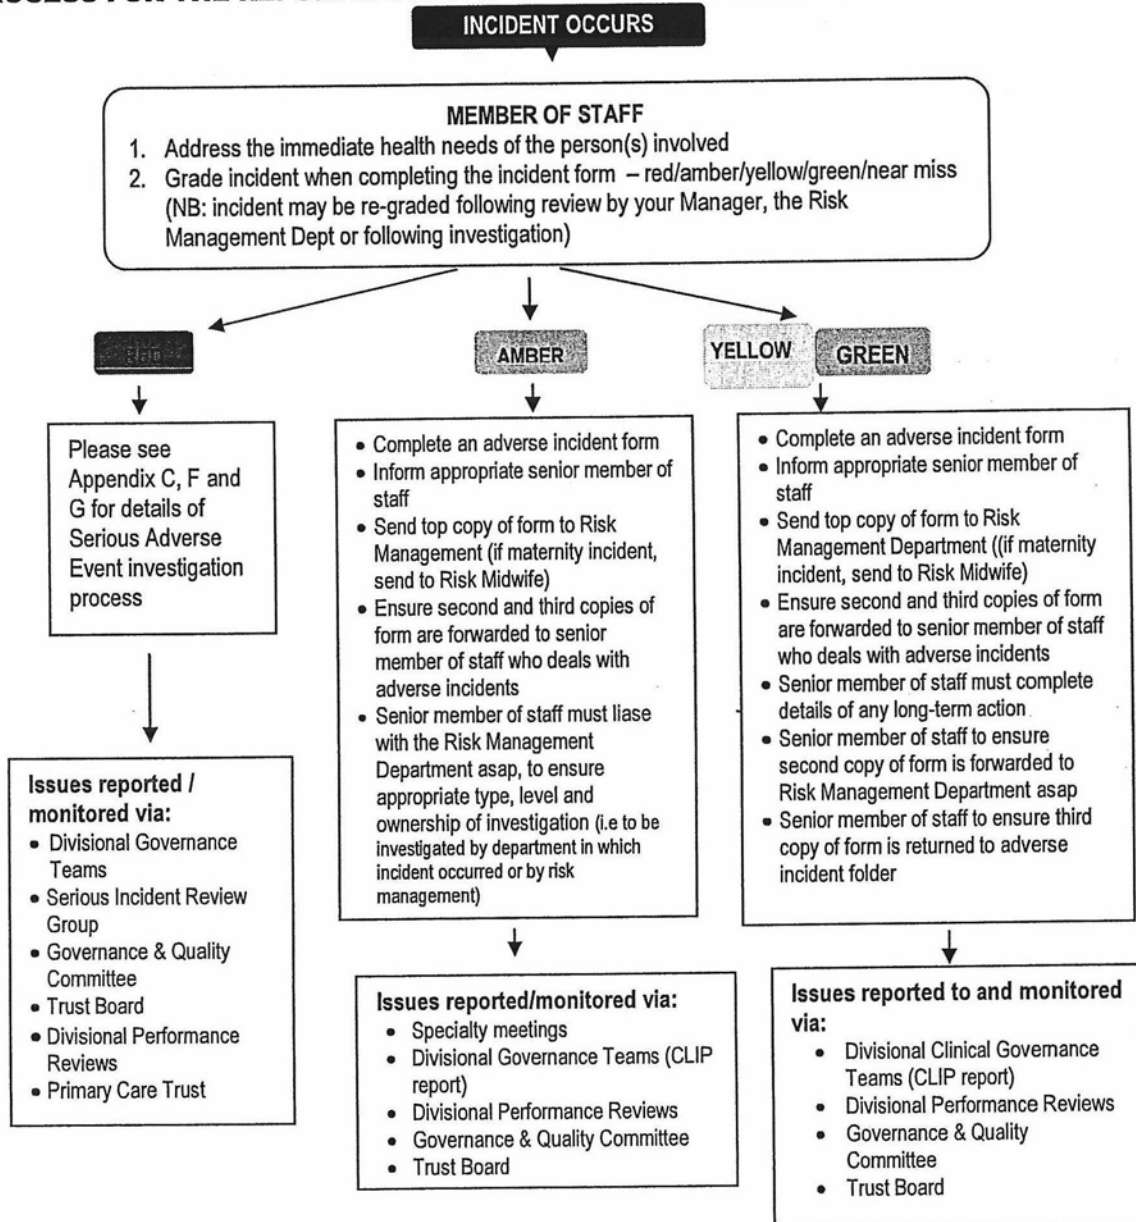 INCIDENT OCCURS
MEMBER OF STAFF
1. Address the immediate health needs of the person(s) involved
2. Grade incident when completing the incident form – red/amber/yellow/green/near miss
(NB: incident may be re-graded following review by your Manager, the Risk
Management Dept or following investigation)
AMBER
YELLOW
GREEN
Please see
Appendix C, F and
G for details of
Serious Adverse
Event investigation
process
Issues reported /
monitored via:
• Divisional Governance
Teams
• Serious Incident Review
Group
• Governance & Quality
Committee
• Trust Board
• Divisional Performance
Reviews
• Primary Care Trust
• Complete an adverse incident form
• Inform appropriate senior member of
staff
• Send top copy of form to Risk
Management (if maternity incident,
send to Risk Midwife)
• Ensure second and third copies of
form are forwarded to senior
member of staff who deals with
adverse incidents
• Senior member of staff must liase
with the Risk Management
Department asap, to ensure
appropriate type, level and
ownership of investigation (i.e to be
investigated by department in which
incident occurred or by risk
management)
Issues reported/monitored via:
• Specialty meetings
• Divisional Governance Teams (CLIP
report)
• Divisional Performance Reviews
• Governance & Quality Committee
• Trust Board
• Complete an adverse incident form
• Inform appropriate senior member of
staff
• Send top copy of form to Risk
Management Department ((if maternity
incident, send to Risk Midwife)
• Ensure second and third copies of form
are forwarded to senior member of staff
who deals with adverse incidents
• Senior member of staff must complete
details of any long-term action
• Senior member of staff to ensure
second copy of form is forwarded to
Risk Management Department asap
• Senior member of staff to ensure third
copy of form is returned to adverse
incident folder
Issues reported to and monitored
via:
• Divisional Clinical Governance
Teams (CLIP report)
• Divisional Performance Reviews
• Governance & Quality
Committee
• Trust Board